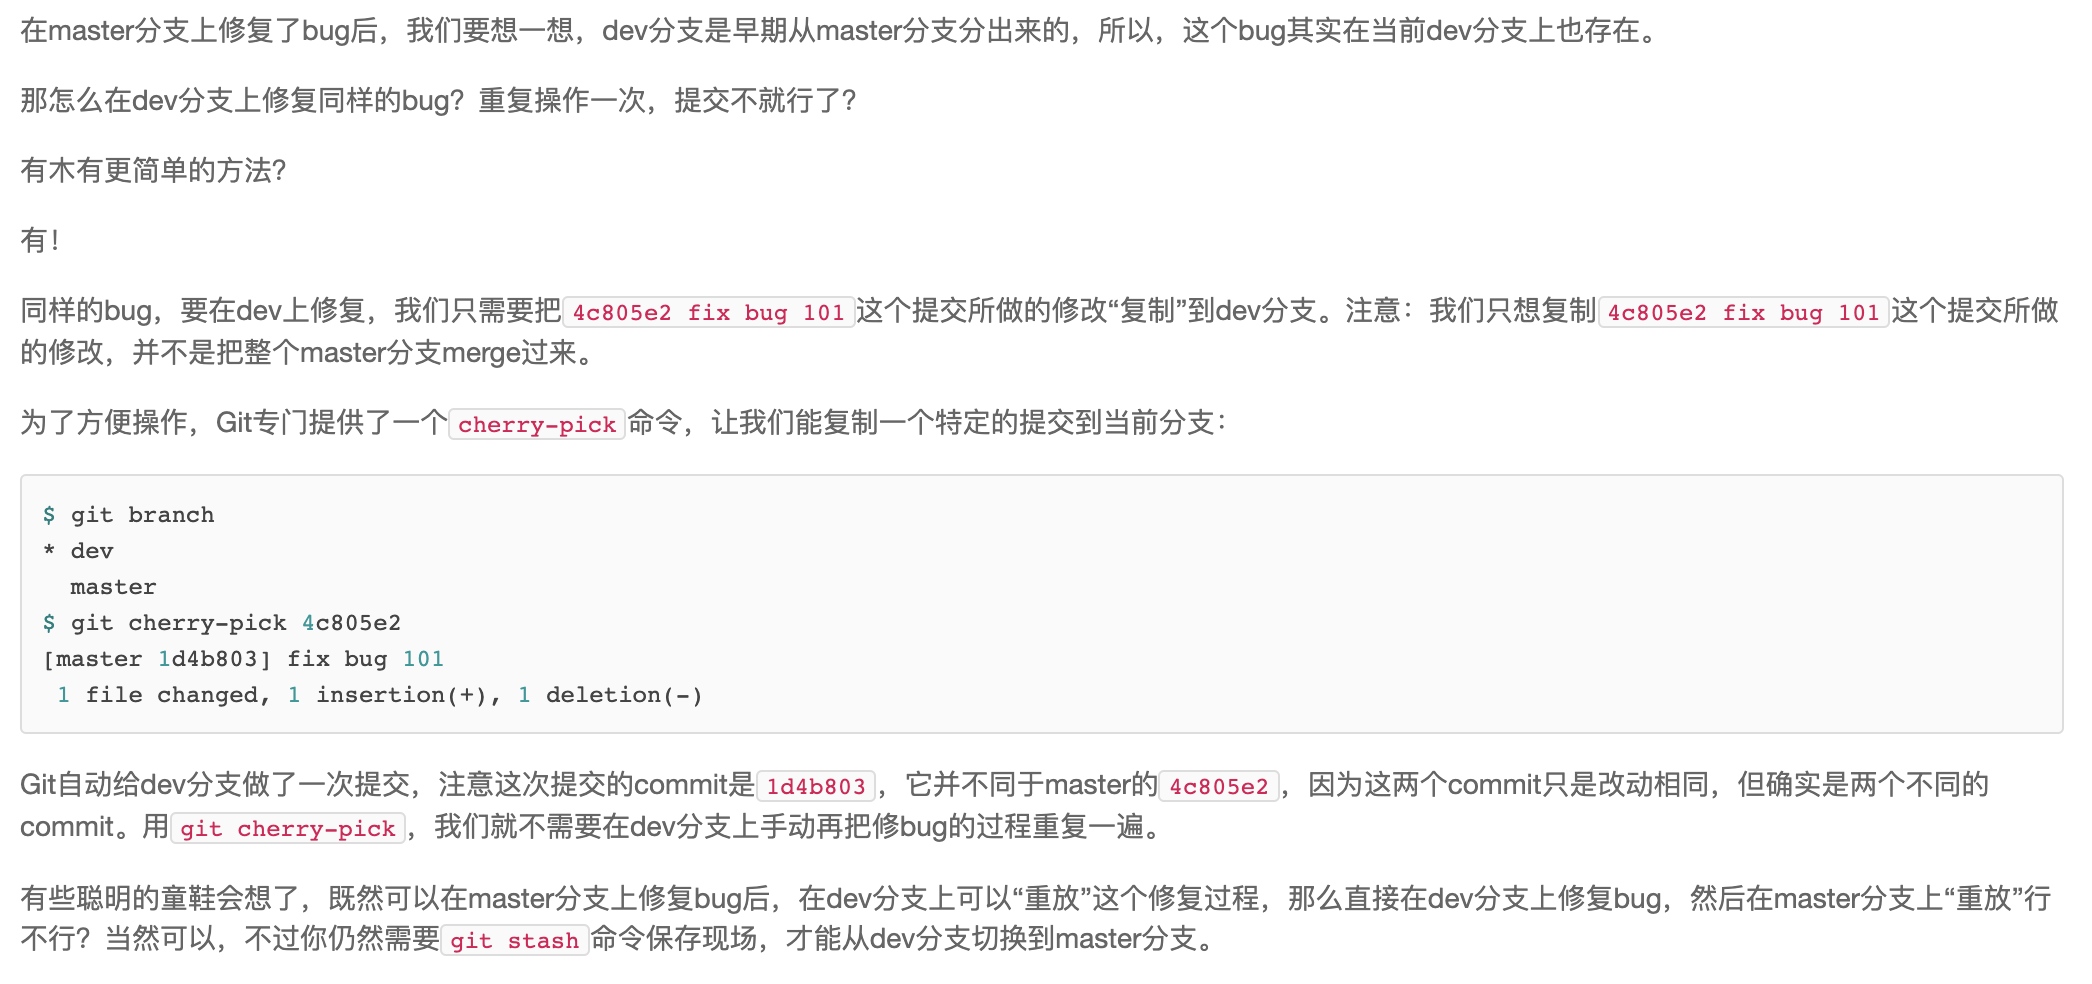 在master分支上修复了bug后，我们要想一想，dev分支是早期从master分支分出来的，所以，这个bug其实在当前dev分支上也存在。
那怎么在dev分支上修复同样的bug？重复操作一次，提交不就行了？
有木有更简单的方法？
有！
同样的bug，要在dev上修复，我们只需要把4c805e2 fix bug 101这个提交所做的修改“复制”到dev分支。注意：我们只想复制4c805e2 fix bug 101这个提交所做
的修改，并不是把整个master分支merge过来。
为了方便操作，Git专门提供了一个cherry-pick命令，让我们能复制一个特定的提交到当前分支：
$ git branch
* dev
  master
$ git cherry-pick 4c805e2
[master 1d4b803] fix bug 101
 1 file changed, 1 insertion(+), 1 deletion(-)
Git自动给dev分支做了一次提交，注意这次提交的commit是1d4b803，它并不同于master的4c805e2，因为这两个commit只是改动相同，但确实是两个不同的
commit。用git cherry-pick，我们就不需要在dev分支上手动再把修bug的过程重复一遍。
有些聪明的童鞋会想了，既然可以在master分支上修复bug后，在dev分支上可以“重放”这个修复过程，那么直接在dev分支上修复bug，然后在master分支上“重放”行
不行？当然可以，不过你仍然需要git stash命令保存现场，才能从dev分支切换到master分支。